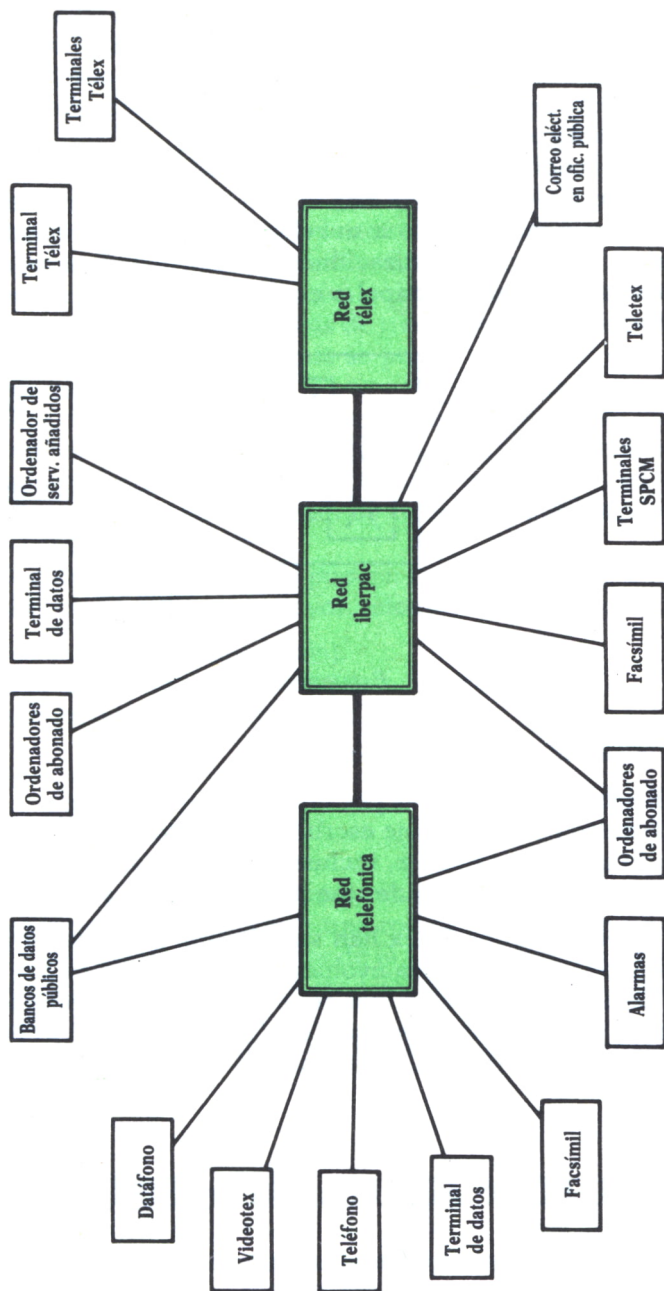 Bancos de datos
públicos
Ordenadores
de abonado
Terminal
de datos
Ordenador de
serv. añadidos
Terminal
Télex
Terminales
Télex
Datáfono
Videotex
Teléfono
Terminal
de datos
Facsímil
Red
telefónica
Red
iberpac
Red
télex
Alarmas
Ordenadores
de abonado
Facsímil
Terminales
SPCM
Teletex
Correo eléct.
en ofic. pública